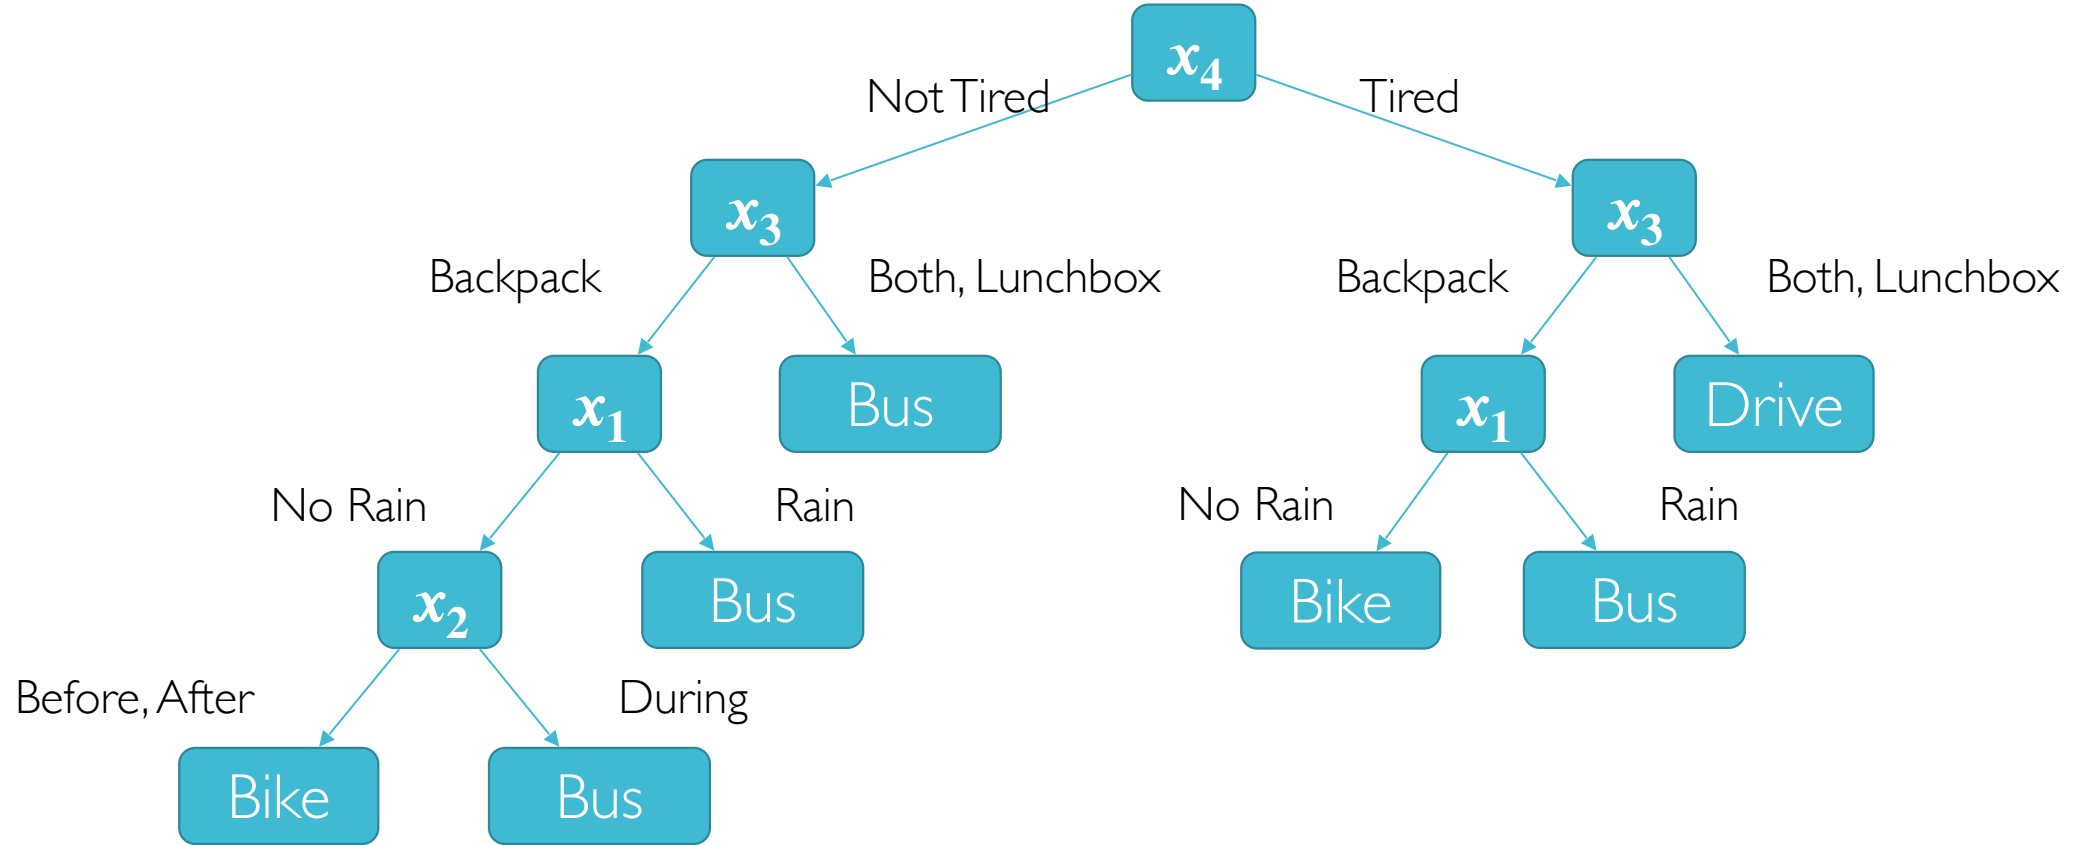 x4
Not Tired
Tired
x3
x3
Backpack
Both, Lunchbox
Backpack
Both, Lunchbox
x1
Bus
x1
Drive
No Rain
Rain
No Rain
Rain
x2
Bus
Bike
Bus
Before, After
During
Bike
Bus